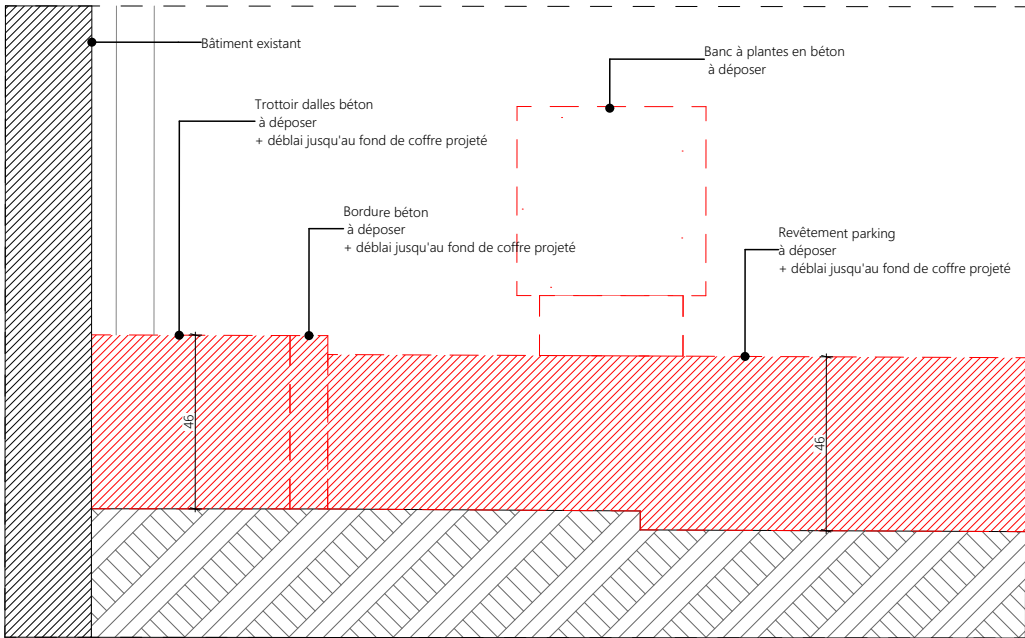 Bâtiment existant
Banc à plantes en béton
à déposer
Trottoir dalles béton
à déposer
+ déblai jusqu'au fond de coffre projeté
Bordure béton
à déposer
+ déblai jusqu'au fond de coffre projeté
Revêtement parking
à déposer
+ déblai jusqu'au fond de coffre projeté
46
46